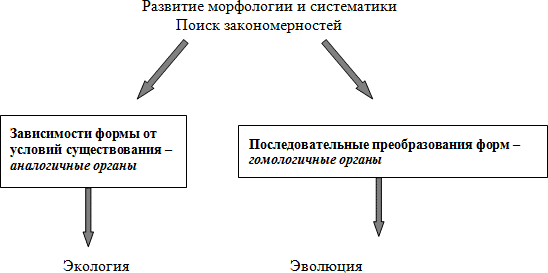 Развитие морфологии и систематики
Поиск закономерностей
Зависимости формы от
условий существования –
аналогичные органы
Последовательные преобразования форм –
гомологичные органы
Экология
Эволюция